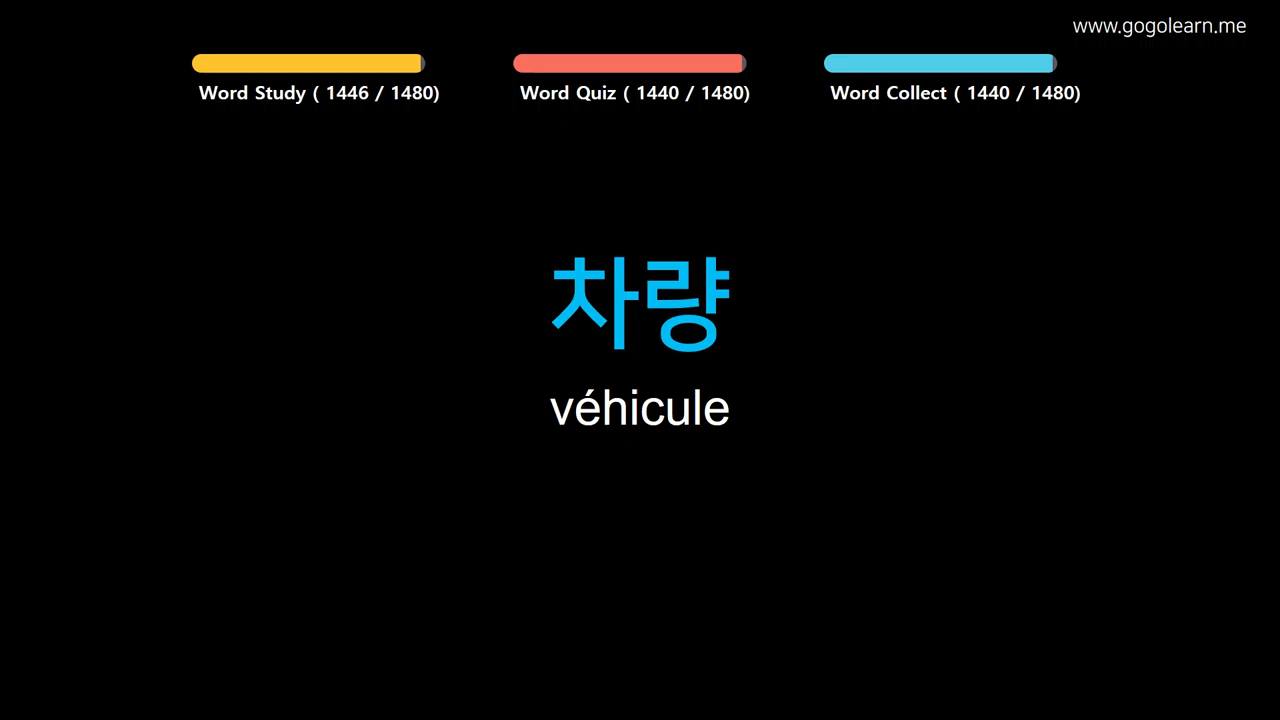 www.gogolearn.me
Word Study ( 1446 / 1480)
Word Quiz ( 1440 / 1480)
Word Collect ( 1440 / 1480)
차량
véhicule